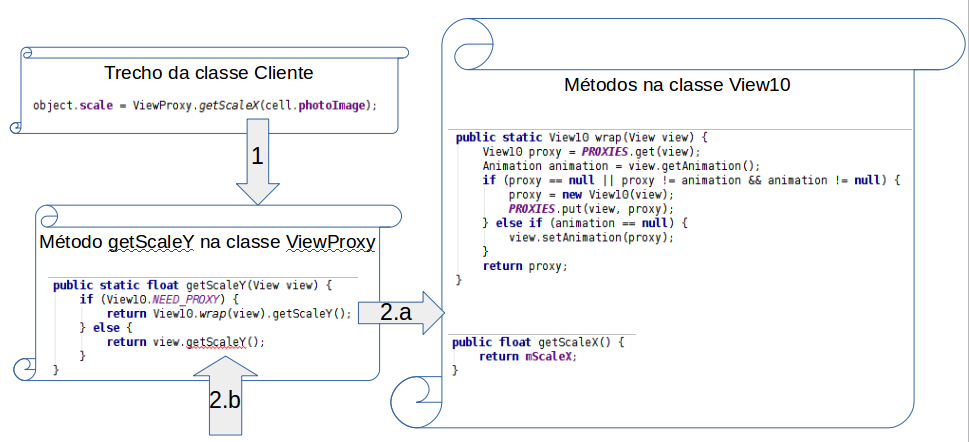 Trecho da classe Cliente
object.scale = ViewProxy.getScaleX(cell.photoImage);
1
Método getScaleY na classe ViewProxy
public static float getScaleY(View view) {
if (View10.NEED_PROXY) {
return View10.wrap(view).getScaleY();
} else {
return view.getScaleY();
}
}
2.a
2.b
Métodos na classe View10
public static View10 wrap(View view) {
View10 proxy = PROXIES.get(view);
Animation animation = view.getAnimation();
if (proxy == null || proxy != animation && animation != null) {
proxy = new View10(view);
PROXIES.put(view, proxy);
} else if (animation == null) {
view.setAnimation(proxy);
}
return proxy;
}
public float getScaleX() {
return mScaleX;
}